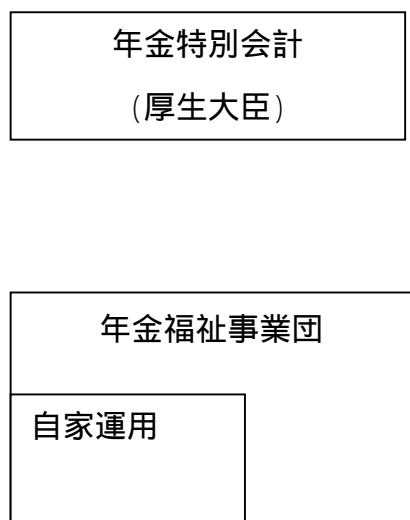 年金特別会計
(厚生大臣)
年金福祉事業団
自家運用